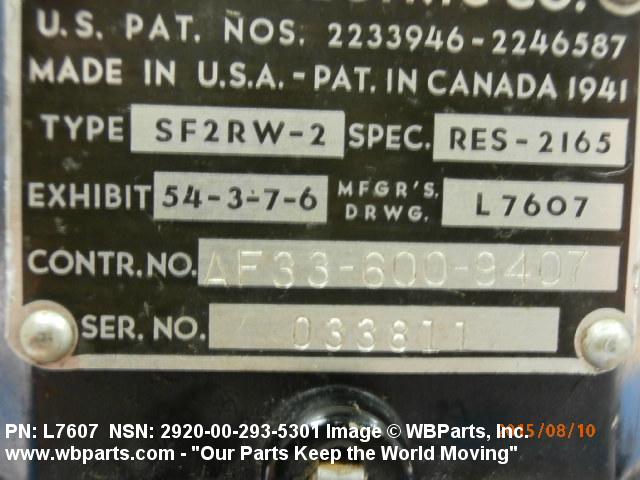 CO.
U.S. PAT. NOS. 2233946-2246587
MADE IN U.S.A. - PAT. IN CANADA 1941
TYPE SF2RW-2 SPEC. RES-2165
EXHIBIT 54-3-7-6 MFGR'S. DRWG. L7607
CONTR. NO. AF33-600-9407
SER. NO. 033811
PN: L7607 NSN: 2920-00-293-5301 Image © WBParts, Inc.
2015/08/10
www.wbparts.com - "Our Parts Keep the World Moving"